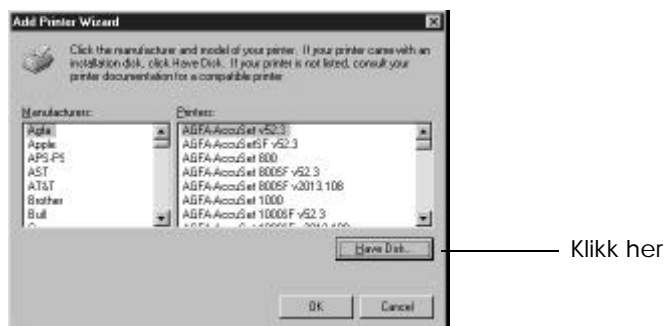 Add Printer Wizard
Click the manufacturer and model of your printer. If your printer came with an
installation disk, click Have Disk. If your printer is not listed, consult your
printer documentation for a compatible printer
Manufacturers:
Agfa
Apple
APS-PS
AST
AT&T
Brother
Bull
Printers:
AGFA-AccuSet v52.3
AGFA-AccuSetSF v52.3
AGFA-AccuSet 800
AGFA-AccuSet 800SF v52.3
AGFA-AccuSet 800SF v2013.108
AGFA-AccuSet 1000
AGFA-AccuSet 1000SF v52.3
Have Disk...
Klikk her
OK
Cancel